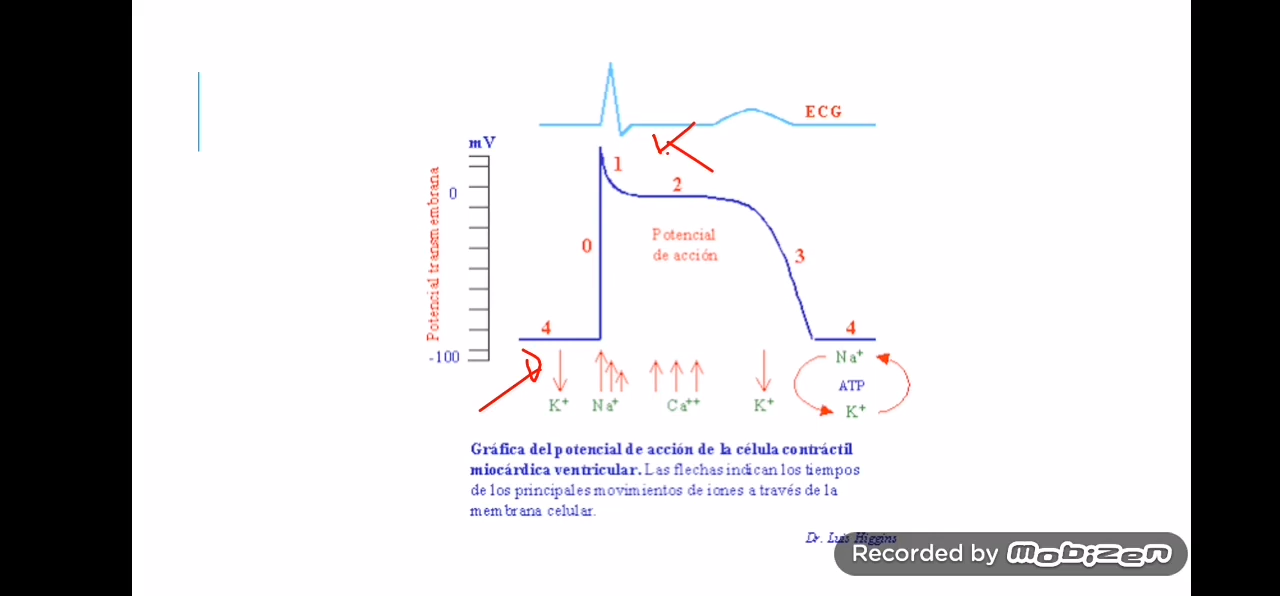 ECG
mV
Potencial transmembrana
0
-100
1
2
0
Potencial
de acción
3
4
4
K⁺
Na⁺
Ca⁺⁺
K⁺
Na⁺
ATP
K⁺
Gráfica del potencial de acción de la célula contráctil
miocárdica ventricular. Las flechas indican los tiempos
de los principales movimientos de iones a través de la
membrana celular.
Dr. Luis Higgins
Recorded by mobizen